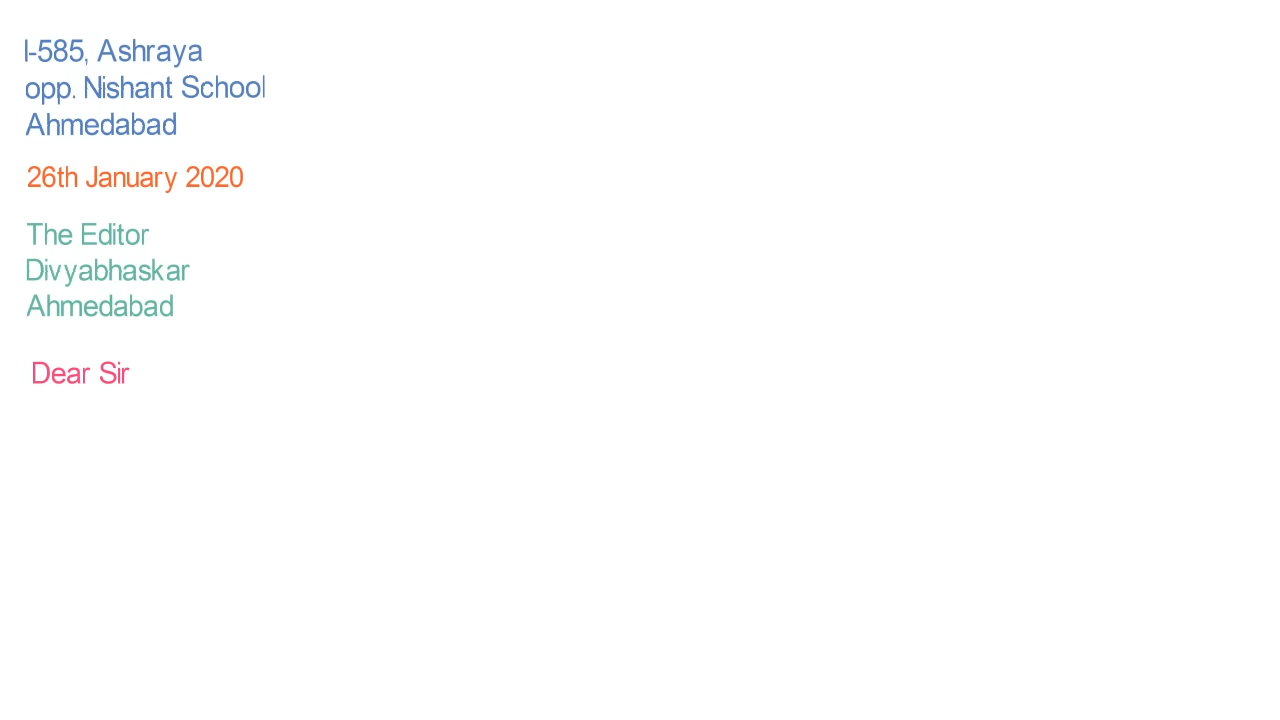 I-585, Ashraya
opp. Nishant School
Ahmedabad
26th January 2020
The Editor
Divyabhaskar
Ahmedabad
Dear Sir